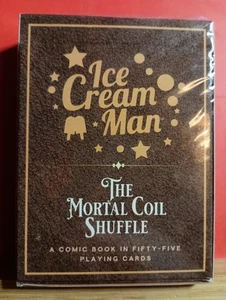 Ice
Cream
Man
THE
MORTAL COIL
SHUFFLE
A COMIC BOOK IN FIFTY-FIVE
PLAYING CARDS